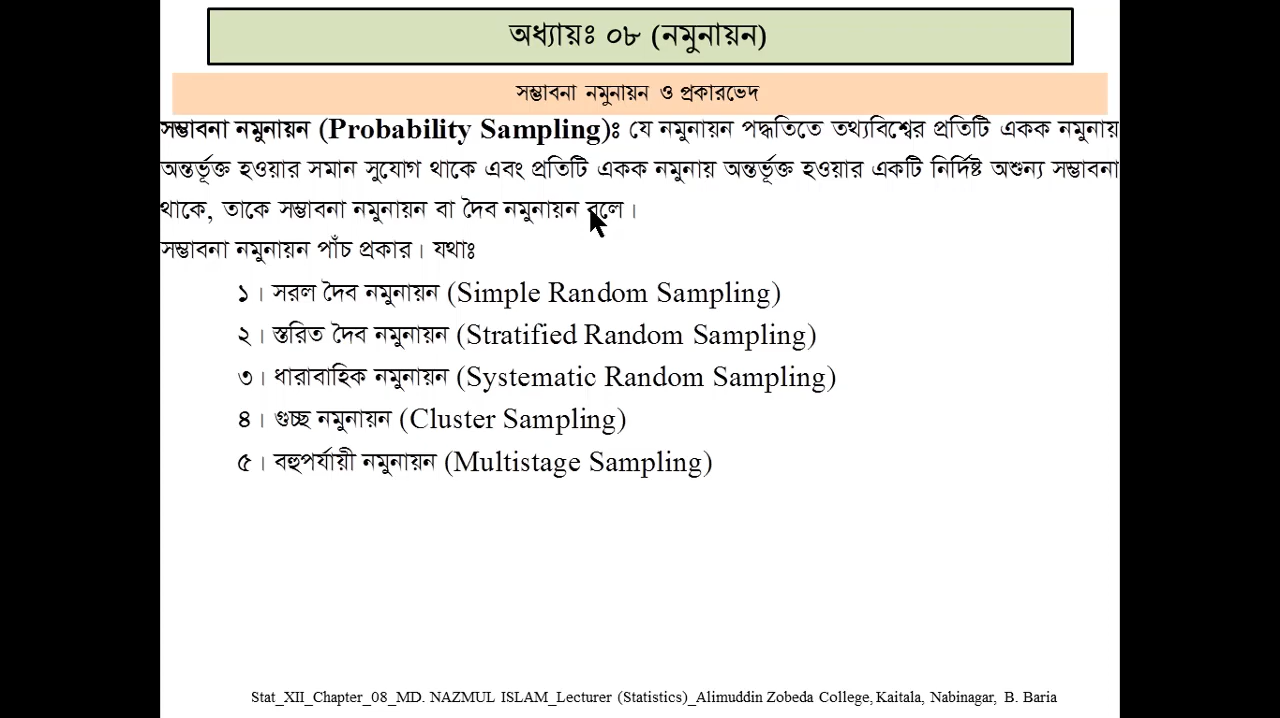 অধ্যায়ঃ ০৮ (নমুনায়ন)
সম্ভাবনা নমুনায়ন ও প্রকারভেদ
সম্ভাবনা নমুনায়ন (Probability Sampling)ঃ যে নমুনায়ন পদ্ধতিতে তথ্যবিশ্বের প্রতিটি একক নমুনায়
অন্তর্ভূক্ত হওয়ার সমান সুযোগ থাকে এবং প্রতিটি একক নমুনায় অন্তর্ভূক্ত হওয়ার একটি নির্দিষ্ট অশুন্য সম্ভাবনা
থাকে, তাকে সম্ভাবনা নমুনায়ন বা দৈব নমুনায়ন বলে।
সম্ভাবনা নমুনায়ন পাঁচ প্রকার। যথাঃ
১। সরল দৈব নমুনায়ন (Simple Random Sampling)
২। স্তরিত দৈব নমুনায়ন (Stratified Random Sampling)
৩। ধারাবাহিক নমুনায়ন (Systematic Random Sampling)
৪। গুচ্ছ নমুনায়ন (Cluster Sampling)
৫। বহুপর্যায়ী নমুনায়ন (Multistage Sampling)
Stat_XII_Chapter_08_MD. NAZMUL ISLAM_Lecturer (Statistics)_Alimuddin Zobeda College, Kaitala, Nabinagar, B. Baria